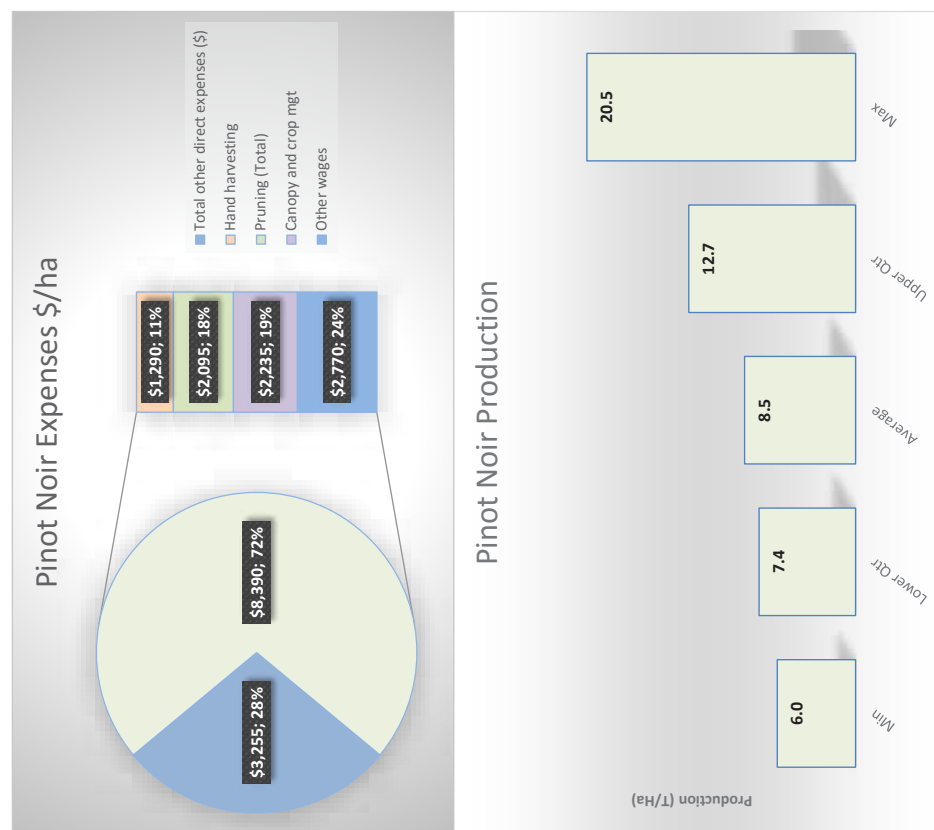 Pinot Noir Expenses $/ha
$3,255; 28%
$8,390; 72%
$1,290; 11%
$2,095; 18%
$2,235; 19%
$2,770; 24%
Total other direct expenses ($)
Hand harvesting
Pruning (Total)
Canopy and crop mgt
Other wages
Pinot Noir Production
Production (T/Ha)
6.0
7.4
8.5
12.7
20.5
Min
Lower Qtr
Average
Upper Qtr
Max